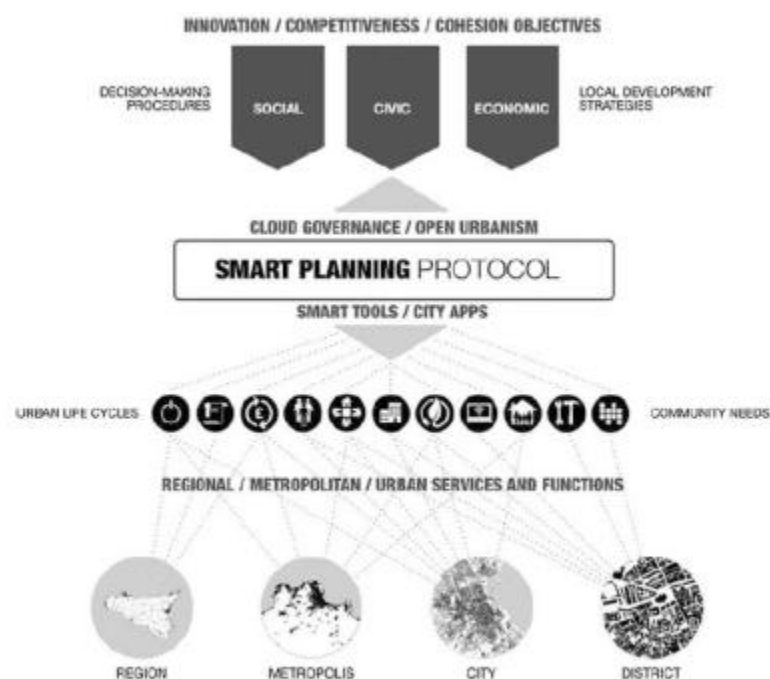 INNOVATION / COMPETITIVENESS / COHESION OBJECTIVES
DECISION-MAKING
PROCEDURES
SOCIAL
CIVIC
ECONOMIC
LOCAL DEVELOPMENT
STRATEGIES
CLOUD GOVERNANCE / OPEN URBANISM
SMART PLANNING PROTOCOL
SMART TOOLS / CITY APPS
URBAN LIFE CYCLES
£
COMMUNITY NEEDS
REGIONAL / METROPOLITAN / URBAN SERVICES AND FUNCTIONS
REGION
METROPOLIS
CITY
DISTRICT